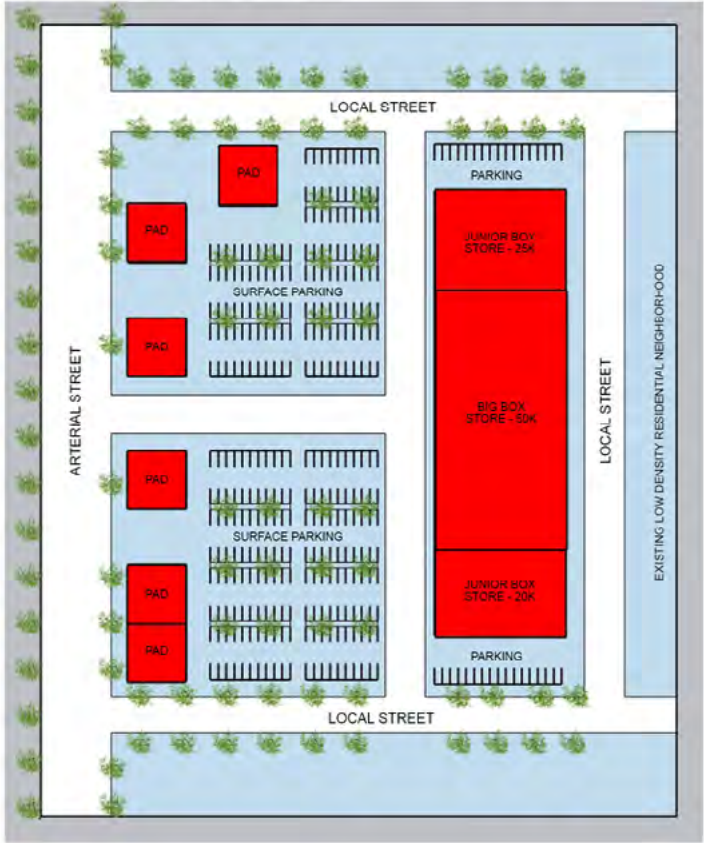 LOCAL STREET
PAD
PARKING
PAD
JUNIOR BOX
STORE - 25K
SURFACE PARKING
PAD
ARTERIAL STREET
BIG BOX
STORE - 50K
LOCAL STREET
EXISTING LOW DENSITY RESIDENTIAL NEIGHBORHOOD
PAD
SURFACE PARKING
PAD
JUNIOR BOX
STORE - 20K
PAD
PARKING
LOCAL STREET